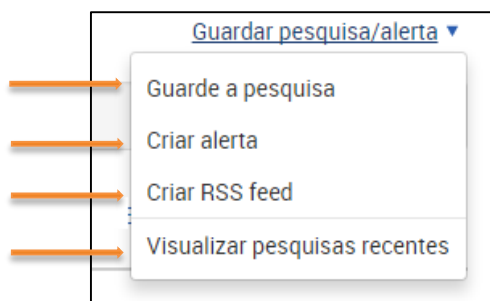 Guardar pesquisa/alerta ▼
Guarde a pesquisa
Criar alerta
Criar RSS feed
Visualizar pesquisas recentes